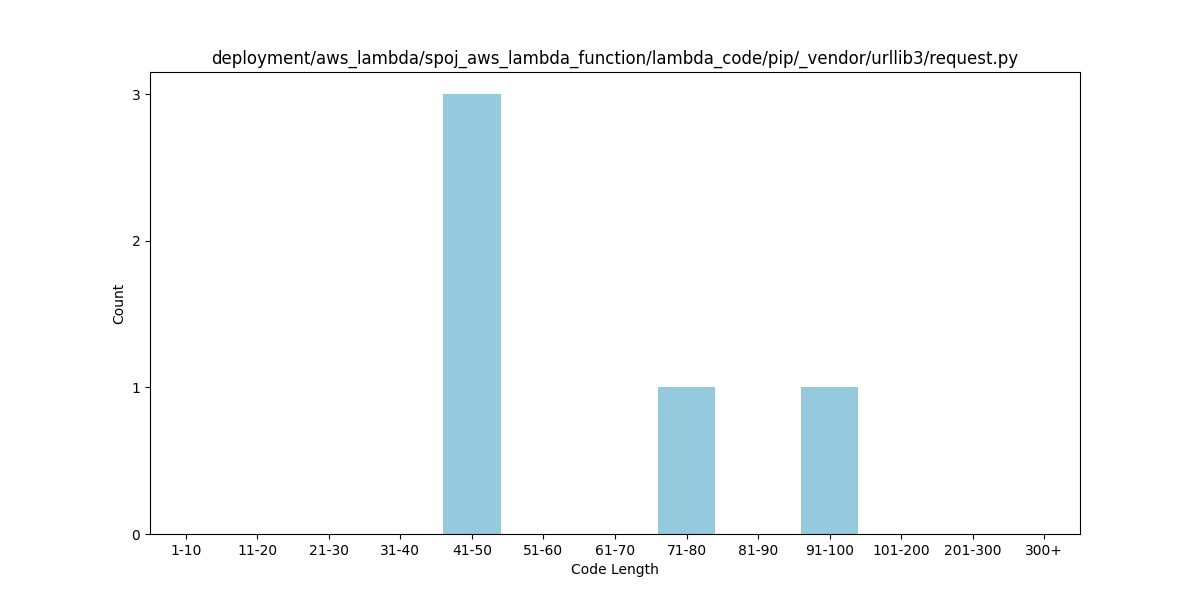 deployment/aws_lambda/spoj_aws_lambda_function/lambda_code/pip/_vendor/urllib3/request.py
3
2
1
0
Count
1-10 11-20 21-30 31-40 41-50 51-60 61-70 71-80 81-90 91-100 101-200 201-300 300+
Code Length